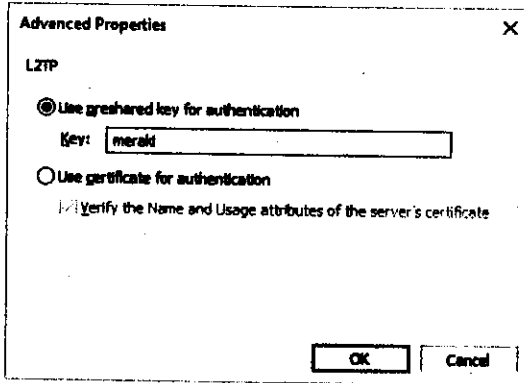 Advanced Properties
L2TP
Use preshared key for authentication
Key: merald
Use certificate for authentication
Verify the Name and Usage attributes of the server's certificate
OK Cancel